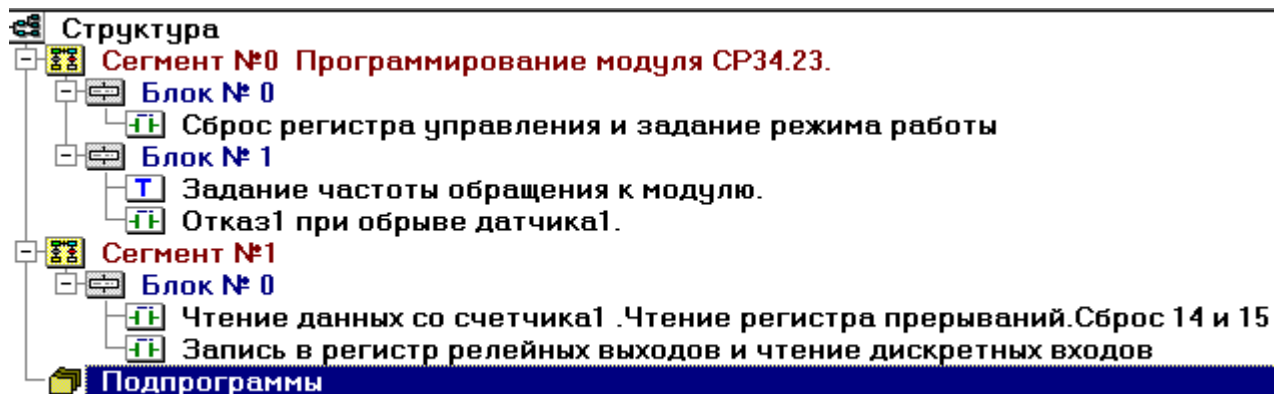 Структура
Сегмент №0 Программирование модуля СР34.23.
Блок № 0
Сброс регистра управления и задание режима работы
Блок № 1
T Задание частоты обращения к модулю.
Отказ1 при обрыве датчика1.
Сегмент №1
Блок № 0
Чтение данных со счетчика1 .Чтение регистра прерываний.Сброс 14 и 15
Запись в регистр релейных выходов и чтение дискретных входов
Подпрограммы